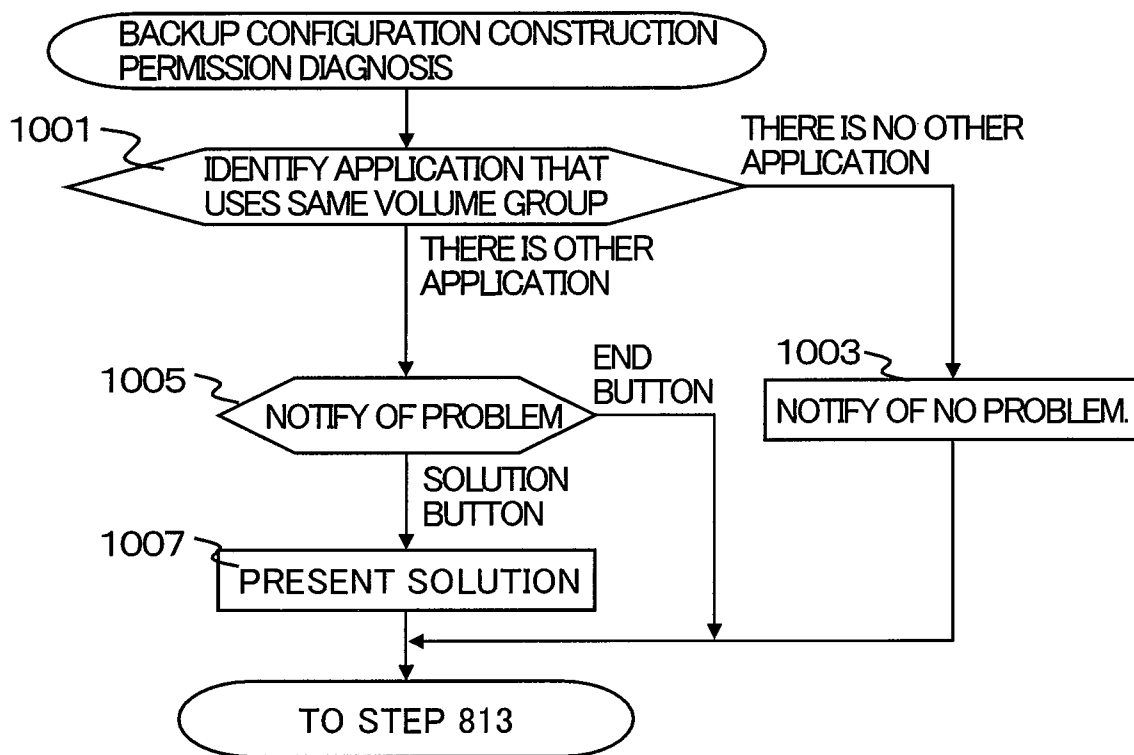 BACKUP CONFIGURATION CONSTRUCTION
PERMISSION DIAGNOSIS
1001
IDENTIFY APPLICATION THAT
USES SAME VOLUME GROUP
THERE IS NO OTHER
APPLICATION
THERE IS OTHER
APPLICATION
1005
NOTIFY OF PROBLEM
END
BUTTON
1003
NOTIFY OF NO PROBLEM.
SOLUTION
BUTTON
1007
PRESENT SOLUTION
TO STEP 813